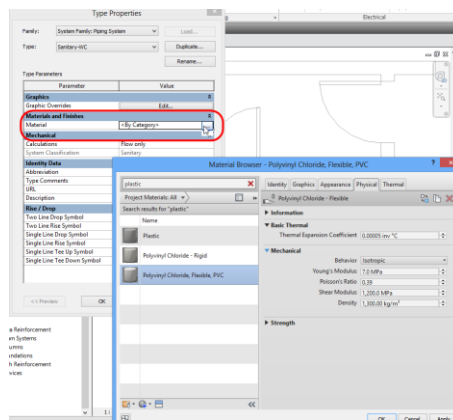 Type Properties
Family: System Family: Piping System Load...
Type: Sanitary-WC Duplicate...
Rename...
Type Parameters
Parameter Value
Graphics
Graphic Overrides Edit...
Materials and Finishes
Material <By Category>
Mechanical
Calculations Flow only
System Classification Sanitary
Identity Data
Abbreviation
Type Comments
URL
Description
Rise / Drop
Two Line Drop Symbol
Two Line Rise Symbol
Single Line Drop Symbol
Single Line Rise Symbol
Single Line Tee Up Symbol
Single Line Tee Down Symbol
<< Preview OK
Electrical
Material Browser - Polyvinyl Chloride, Flexible, PVC
plastic
Project Materials: All
Search results for "plastic"
Name
Plastic
Polyvinyl Chloride - Rigid
Polyvinyl Chloride, Flexible, PVC
Identity Graphics Appearance Physical Thermal
Polyvinyl Chloride - Flexible
Information
Basic Thermal
Thermal Expansion Coefficient 0.00005 inv °C
Mechanical
Behavior Isotropic
Young's Modulus 7.0 MPa
Poisson's Ratio 0.39
Shear Modulus 1,200.0 MPa
Density 1,300.00 kg/m³
Strength
OK Cancel Apply
a Reinforcement
m Systems
umns
ndations
h Reinforcement
vices